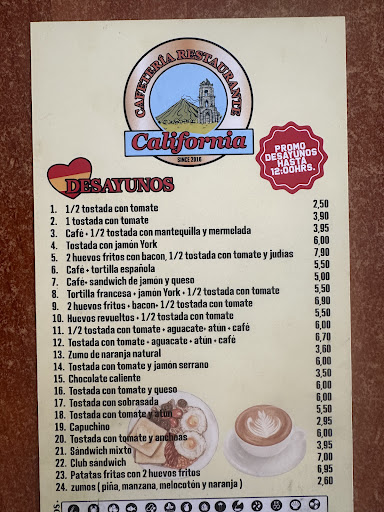 CAFETERÍA RESTAURANTE
California
SINCE 2010
PROMO
DESAYUNOS
HASTA
12:00HRS.
DESAYUNOS
1. 1/2 tostada con tomate 2,50
2. 1 tostada con tomate 3,90
3. Café + 1/2 tostada con mantequilla y mermelada 3,95
4. Tostada con jamón York 6,00
5. 2 huevos fritos con bacon, 1/2 tostada con tomate y judias 7,90
6. Café + tortilla española 5,50
7. Café+ sandwich de jamón y queso 5,00
8. Tortilla francesa + jamón York + 1/2 tostada con tomate 5,50
9. 2 huevos fritos + bacon+ 1/2 tostada con tomate 6,90
10. Huevos revueltos + 1/2 tostada con tomate 5,50
11. 1/2 tostada con tomate + aguacate+ atún + café 6,00
12. Tostada con tomate + aguacate + atún + café 6,70
13. Zumo de naranja natural 3,60
14. Tostada con tomate y jamón serrano 6,00
15. Chocolate caliente 3,50
16. Tostada con tomate y queso 6,00
17. Tostada con sobrasada 6,00
18. Tostada con tomate y atún 5,50
19. Capuchino 2,95
20. Tostada con tomate y anchoas 6,00
21. Sándwich mixto 3,95
22. Club sandwich 7,00
23. Patatas fritas con 2 huevos fritos 6,95
24. zumos ( piña, manzana, melocotón y naranja ) 2,60